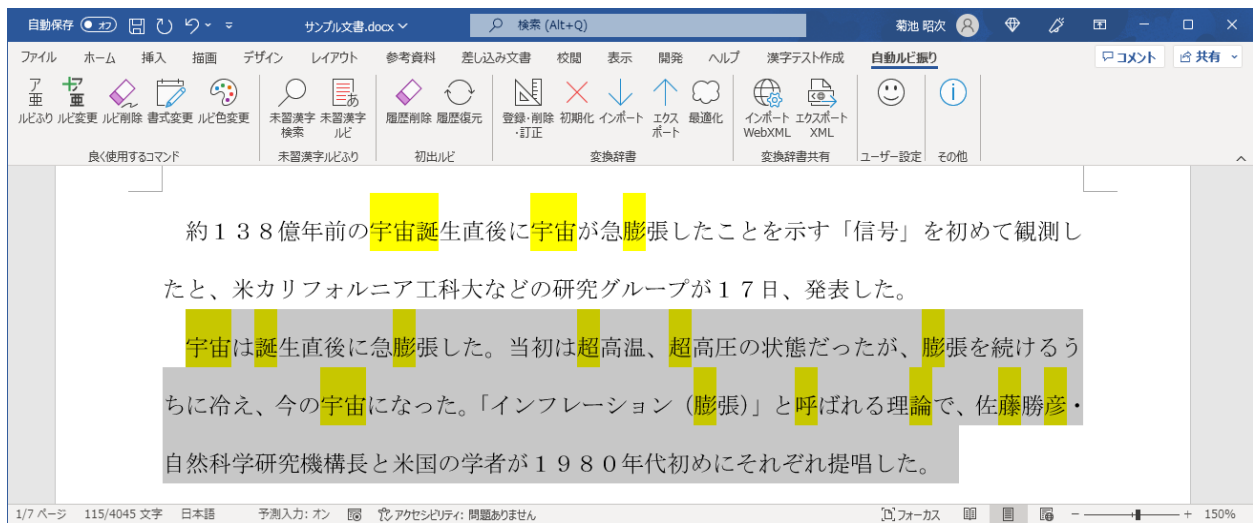 自動保存 オフ サンプル文書.docx 検索 (Alt+Q) 菊池 昭次
ファイル ホーム 挿入 描画 デザイン レイアウト 参考資料 差し込み文書 校閲 表示 開発 ヘルプ 漢字テスト作成 自動ルビ振り コメント 共有
ア亜 ルビふり ルビ変更 ルビ削除 書式変更 ルビ色変更 未習漢字検索 未習漢字ルビ 履歴削除 履歴復元 登録・削除・訂正 初期化 インポート エクスポート 最適化 インポートWebXML エクスポートXML
良く使用するコマンド 未習漢字ルビふり 初出ルビ 変換辞書 変換辞書共有 ユーザー設定 その他
約138億年前の宇宙誕生直後に宇宙が急膨張したことを示す「信号」を初めて観測し
たと、米カリフォルニア工科大などの研究グループが17日、発表した。
宇宙は誕生直後に急膨張した。当初は超高温、超高圧の状態だったが、膨張を続けるう
ちに冷え、今の宇宙になった。「インフレーション（膨張）」と呼ばれる理論で、佐藤勝彦・
自然科学研究機構長と米国の学者が1980年代初めにそれぞれ提唱した。
1/7 ページ 115/4045 文字 日本語 予測入力: オン アクセシビリティ: 問題ありません フォーカス 150%